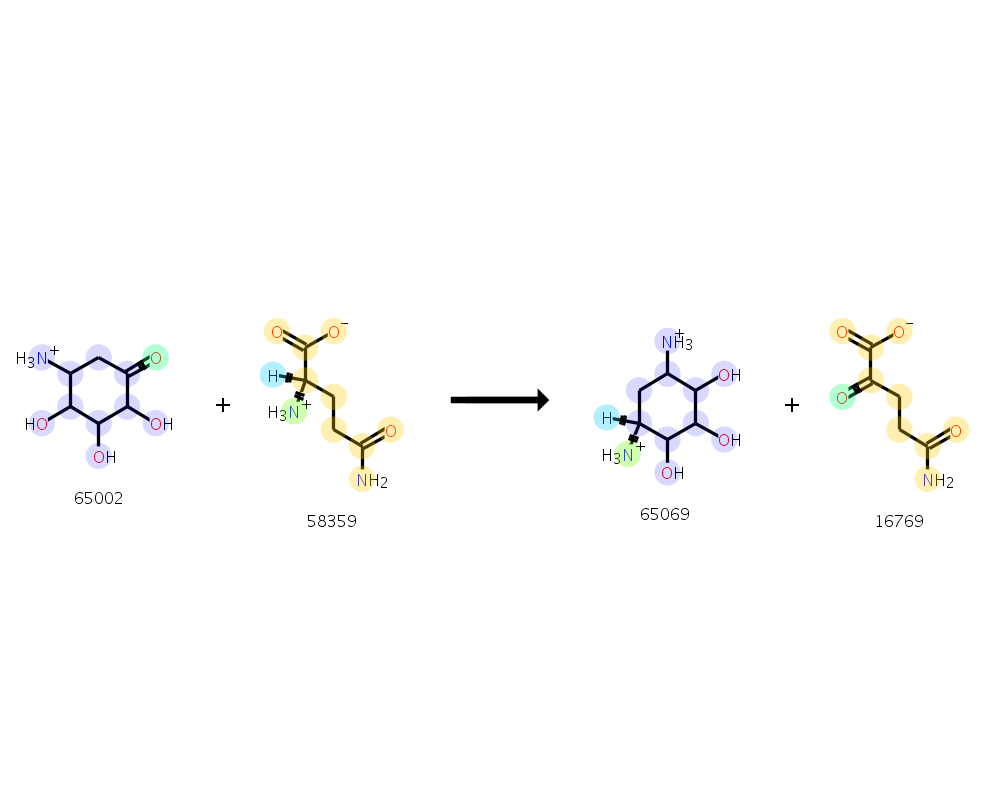 O O⁻ O O⁻
NH₃⁺
H₃N⁺ O H OH
H₃N⁺ O
HO OH + H O + OH O
H₃N⁺
OH NH₂ OH NH₂
65002 65069
58359 16769